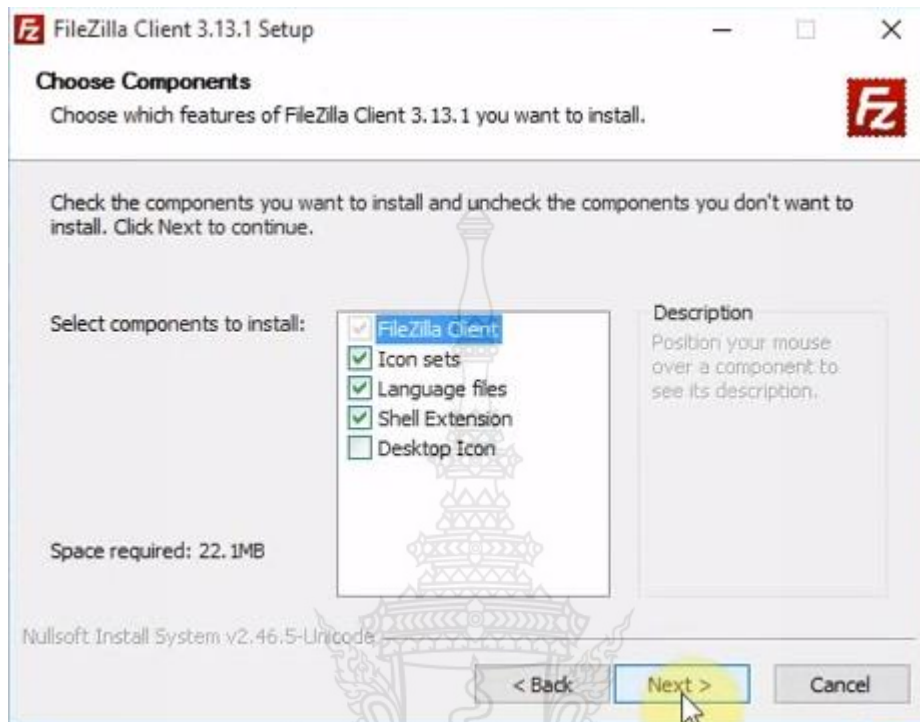 FileZilla Client 3.13.1 Setup
Choose Components
Choose which features of FileZilla Client 3.13.1 you want to install.
Fz
Check the components you want to install and uncheck the components you don't want to
install. Click Next to continue.
Select components to install:
FileZilla Client
Icon sets
Language files
Shell Extension
Desktop Icon
Description
Position your mouse
over a component to
see its description.
Space required: 22.1MB
Nullsoft Install System v2.46.5-Unicode
< Back
Next >
Cancel